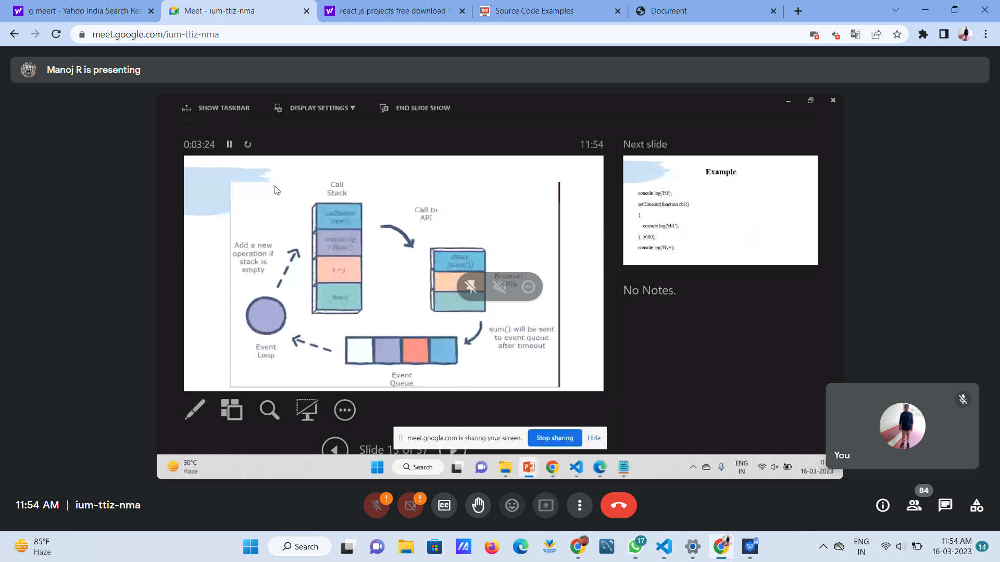 g meert - Yahoo India Search Res
Meet - ium-ttiz-nma
react js projects free download -
Source Code Examples
Document
meet.google.com/ium-ttiz-nma
Manoj R is presenting
SHOW TASKBAR
DISPLAY SETTINGS ▼
END SLIDE SHOW
0:03:24
11:54
Next slide
Call
Stack
Call to
API
console.log
('Hello')
Add a new
operation if
stack is
empty
delay
(sum())
Browser
APIs
func()
Event
Loop
sum() will be sent
to event queue
after timeout
Event
Queue
Example
console.log('Hi');
setTimeout(function cb1()
{
console.log('cb1');
}, 5000);
console.log('Bye');
No Notes.
meet.google.com is sharing your screen.
Stop sharing
Hide
Slide 13 of 37
30°C
Haze
Search
ENG
IN
11:
16-03-2023
You
11:54 AM
ium-ttiz-nma
84
85°F
Haze
Search
17
ENG
IN
11:54 AM
16-03-2023
14